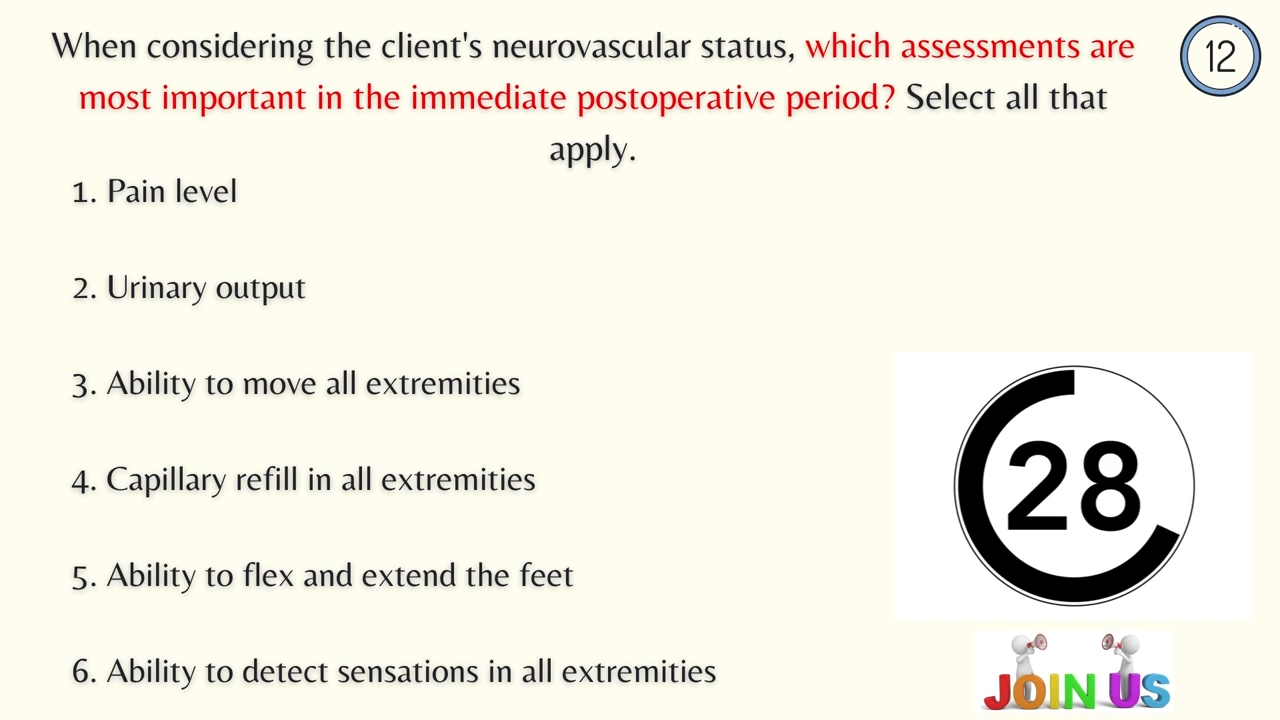 When considering the client's neurovascular status, which assessments are
most important in the immediate postoperative period? Select all that
apply.
12
1. Pain level
2. Urinary output
3. Ability to move all extremities
4. Capillary refill in all extremities
5. Ability to flex and extend the feet
6. Ability to detect sensations in all extremities
28
JOIN US